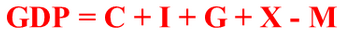 GDP = C + I + G + X - M